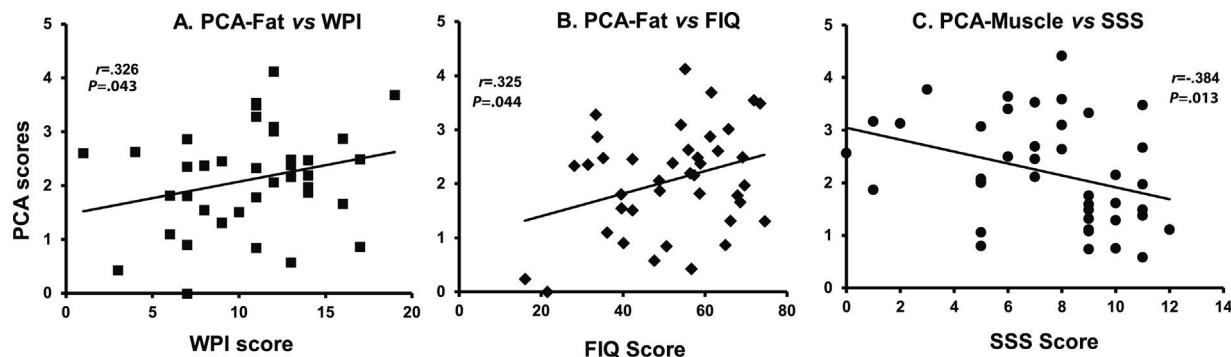 A. PCA-Fat vs WPI
r=.326
P=.043
PCA scores
5
4
3
2
1
0
0 5 10 15 20
WPI score
B. PCA-Fat vs FIQ
r=.325
P=.044
5
4
3
2
1
0
0 20 40 60 80
FIQ Score
C. PCA-Muscle vs SSS
r=-.384
P=.013
5
4
3
2
1
0
0 2 4 6 8 10 12 14
SSS Score